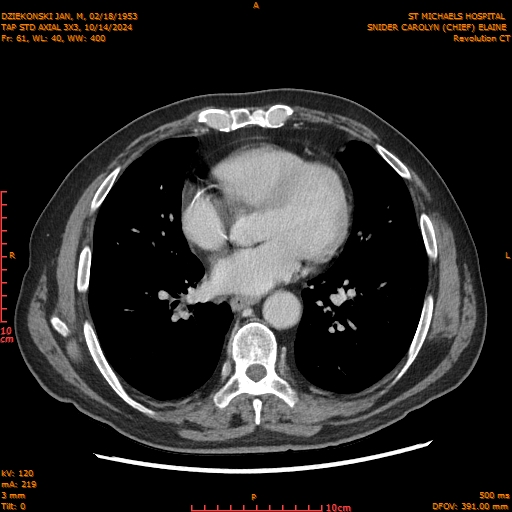 A
DZIEKONSKI JAN, M, 02/18/1953
TAP STD AXIAL 3X3, 10/14/2024
Fr: 61, WL: 40, WW: 400
ST MICHAELS HOSPITAL
SNIDER CAROLYN (CHIEF) ELAINE
Revolution CT
R
L
10
cm
kV: 120
mA: 219
3 mm
Tilt: 0
P
10cm
500 ms
DFOV: 391.00 mm